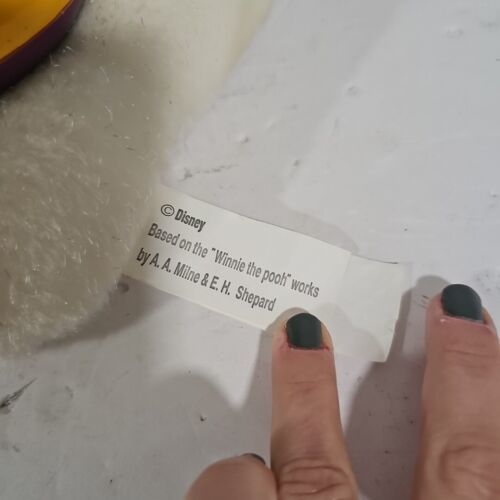 © Disney
Based on the "Winnie the pooh" works
by A. A. Milne & E. H. Shepard